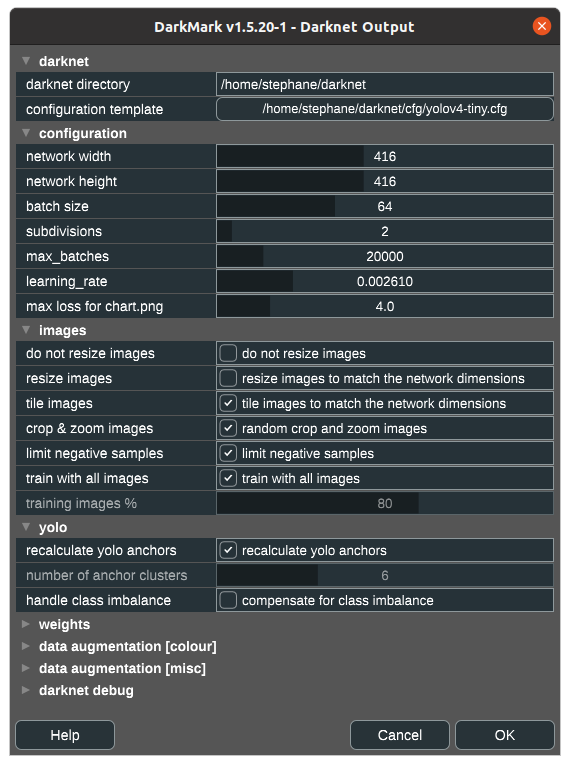 DarkMark v1.5.20-1 - Darknet Output
darknet
darknet directory /home/stephane/darknet
configuration template /home/stephane/darknet/cfg/yolov4-tiny.cfg
configuration
network width 416
network height 416
batch size 64
subdivisions 2
max_batches 20000
learning_rate 0.002610
max loss for chart.png 4.0
images
do not resize images do not resize images
resize images resize images to match the network dimensions
tile images tile images to match the network dimensions
crop & zoom images random crop and zoom images
limit negative samples limit negative samples
train with all images train with all images
training images % 80
yolo
recalculate yolo anchors recalculate yolo anchors
number of anchor clusters 6
handle class imbalance compensate for class imbalance
weights
data augmentation [colour]
data augmentation [misc]
darknet debug
Help Cancel OK